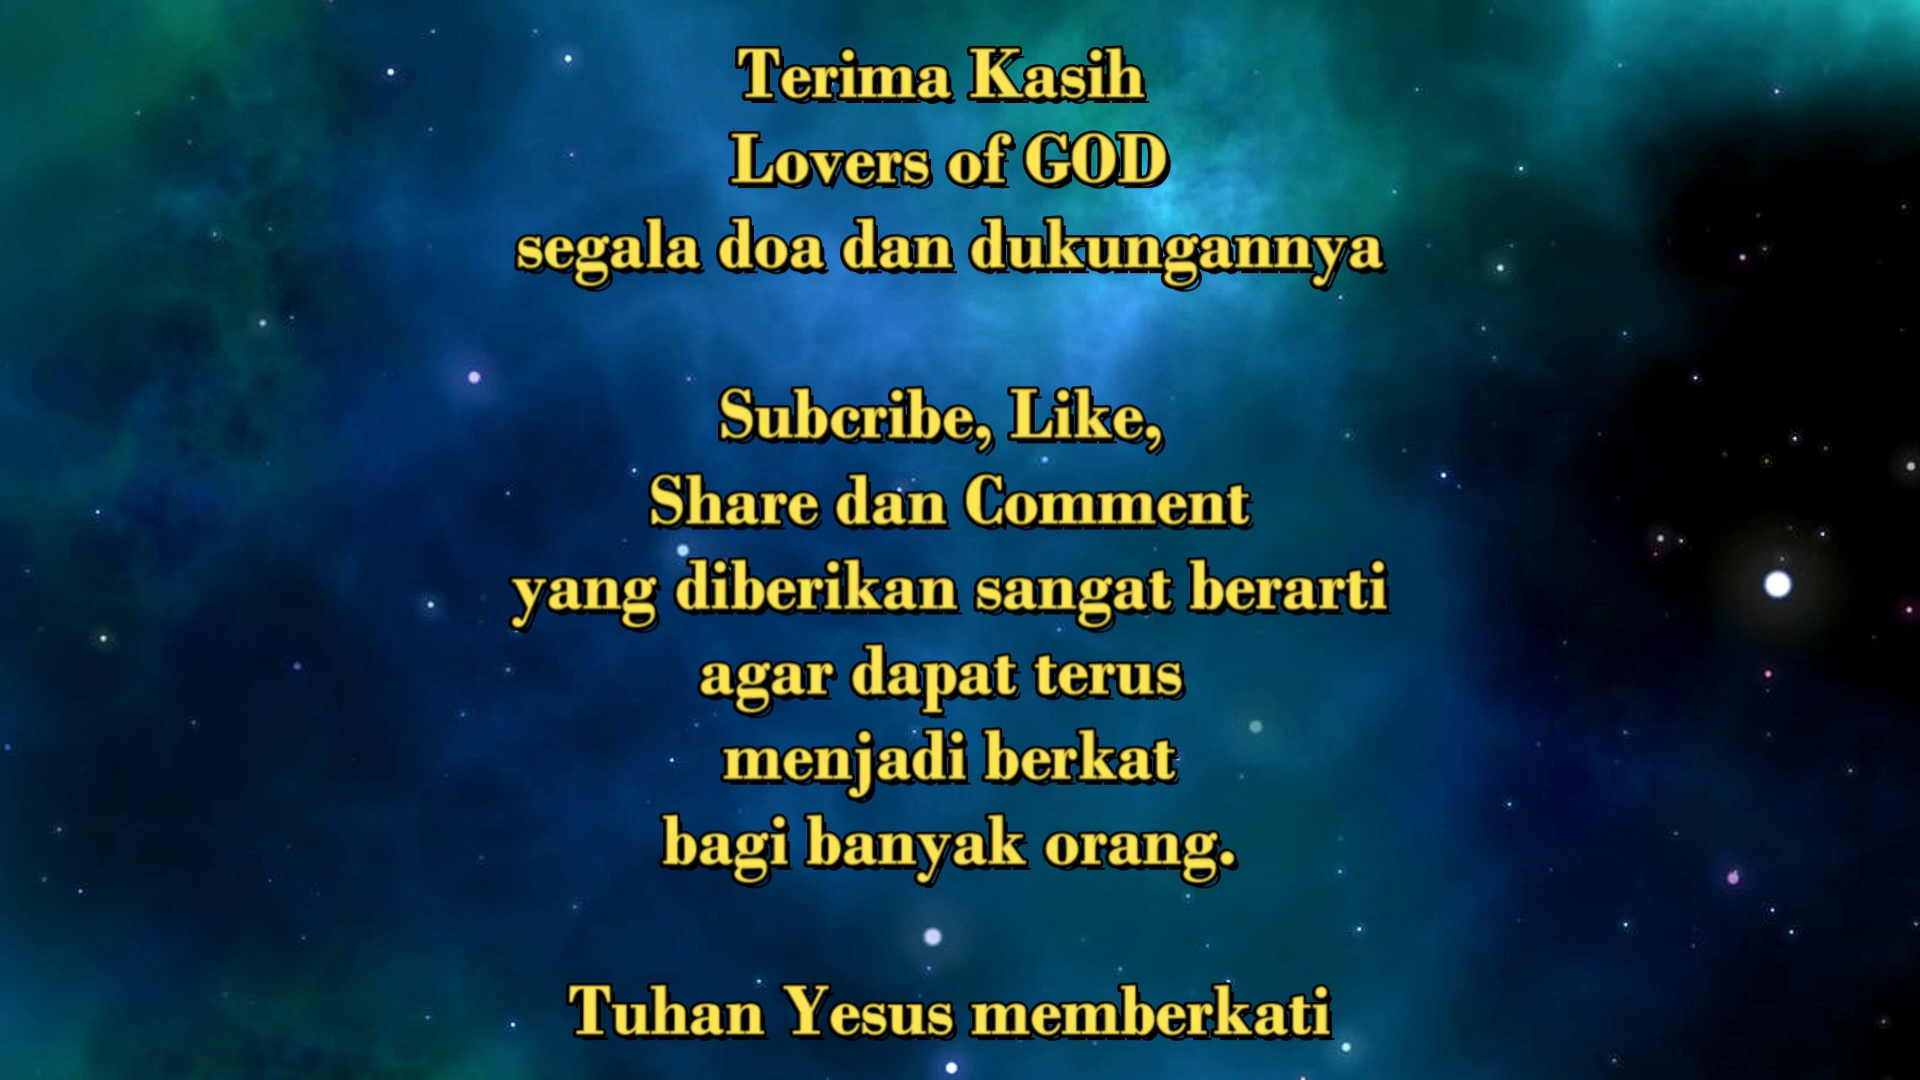 Terima Kasih
Lovers of GOD
segala doa dan dukungannya
Subcribe, Like,
Share dan Comment
yang diberikan sangat berarti
agar dapat terus
menjadi berkat
bagi banyak orang.
Tuhan Yesus memberkati